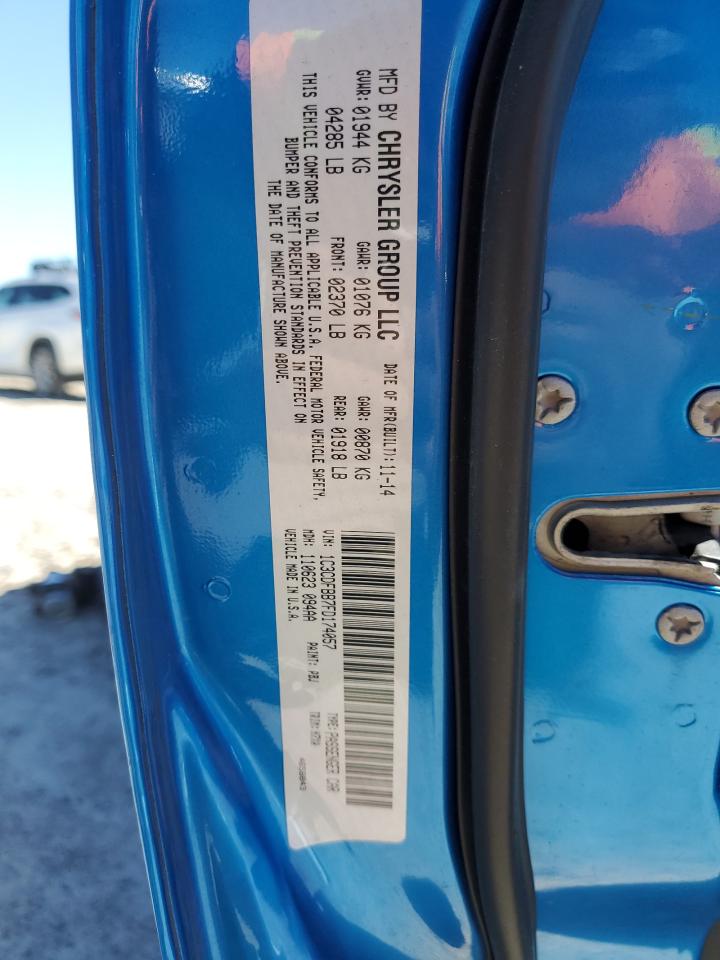 MFD BY CHRYSLER GROUP LLC DATE OF MFR(BUILT): 11-14
GVWR: 01944 KG GAWR: 01076 KG GAWR: 00870 KG
04285 LB FRONT: 02370 LB REAR: 01918 LB
THIS VEHICLE CONFORMS TO ALL APPLICABLE U.S.A. FEDERAL MOTOR VEHICLE SAFETY,
BUMPER AND THEFT PREVENTION STANDARDS IN EFFECT ON
THE DATE OF MANUFACTURE SHOWN ABOVE.
VIN: 1C3CDFBB7FD174057 TYPE: PASSENGER CAR
MDH: 110623 094AA PAINT: PBJ TRIM:
VEHICLE MADE IN U.S.A.